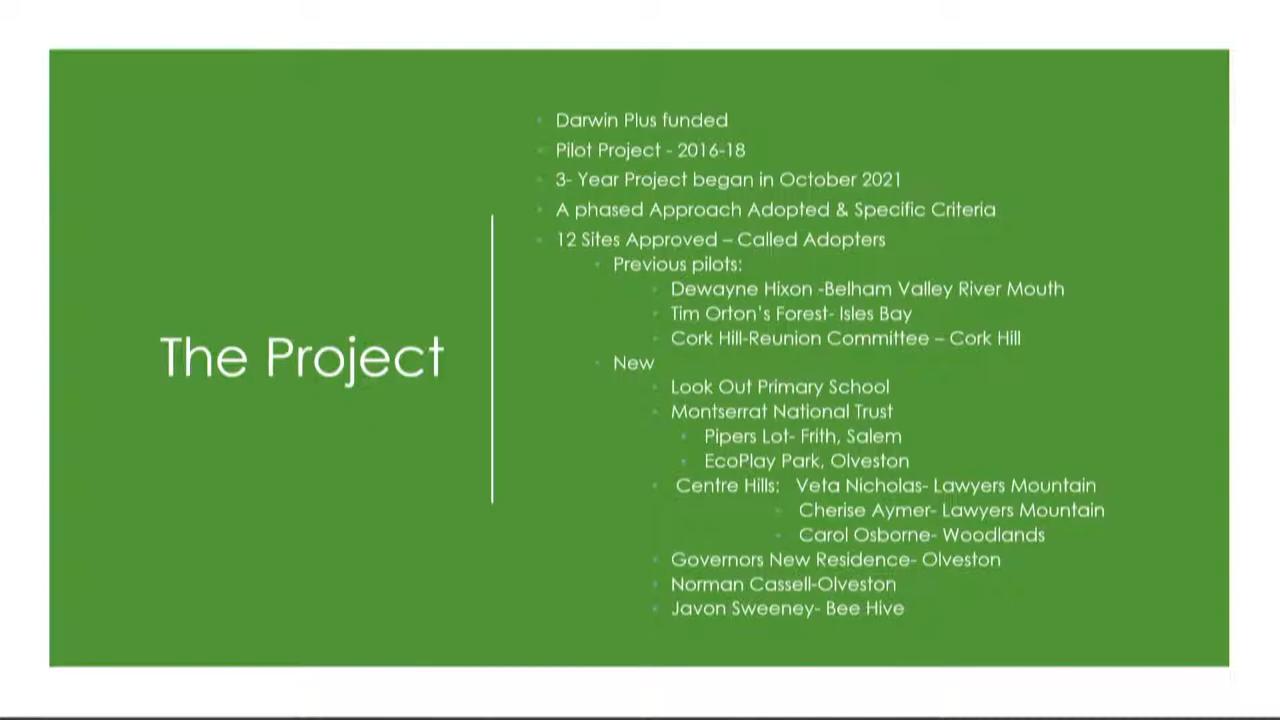 The Project
Darwin Plus funded
Pilot Project - 2016-18
3- Year Project began in October 2021
A phased Approach Adopted & Specific Criteria
12 Sites Approved – Called Adopters
Previous pilots:
Dewayne Hixon -Belham Valley River Mouth
Tim Orton's Forest- Isles Bay
Cork Hill-Reunion Committee – Cork Hill
New
Look Out Primary School
Montserrat National Trust
Pipers Lot- Frith, Salem
EcoPlay Park, Olveston
Centre Hills: Veta Nicholas- Lawyers Mountain
Cherise Aymer- Lawyers Mountain
Carol Osborne- Woodlands
Governors New Residence- Olveston
Norman Cassell-Olveston
Javon Sweeney- Bee Hive